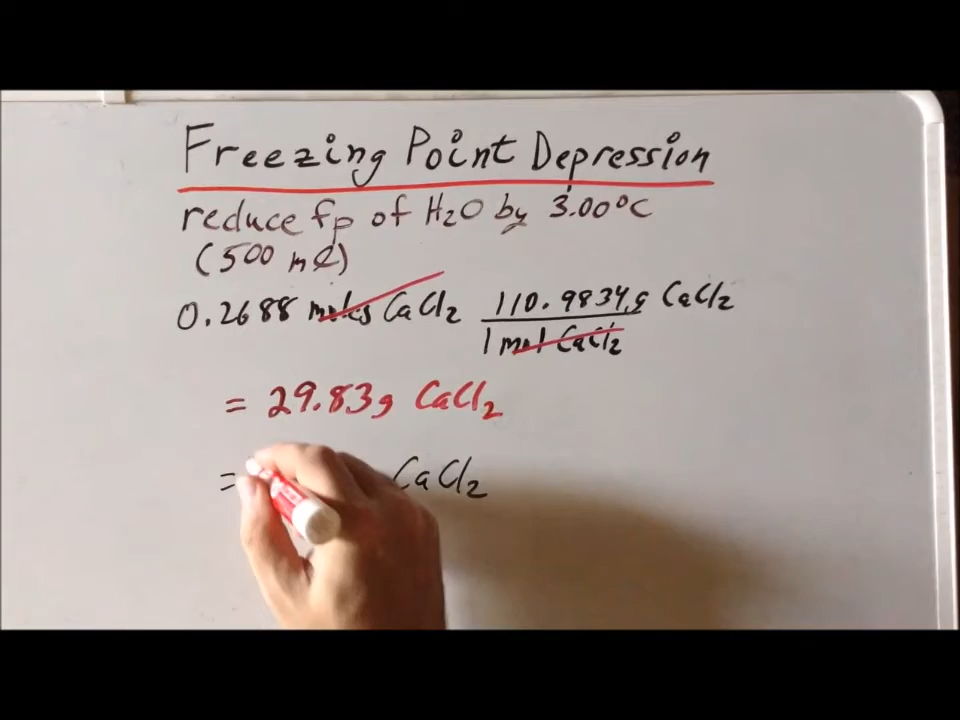 Freezing Point Depression
reduce fp of H₂O by 3.00°C
(500 mℓ)
0.2688 moles CaCl₂ 110.9834g CaCl₂
1 mol CaCl₂
= 29.83g CaCl₂
= CaCl₂